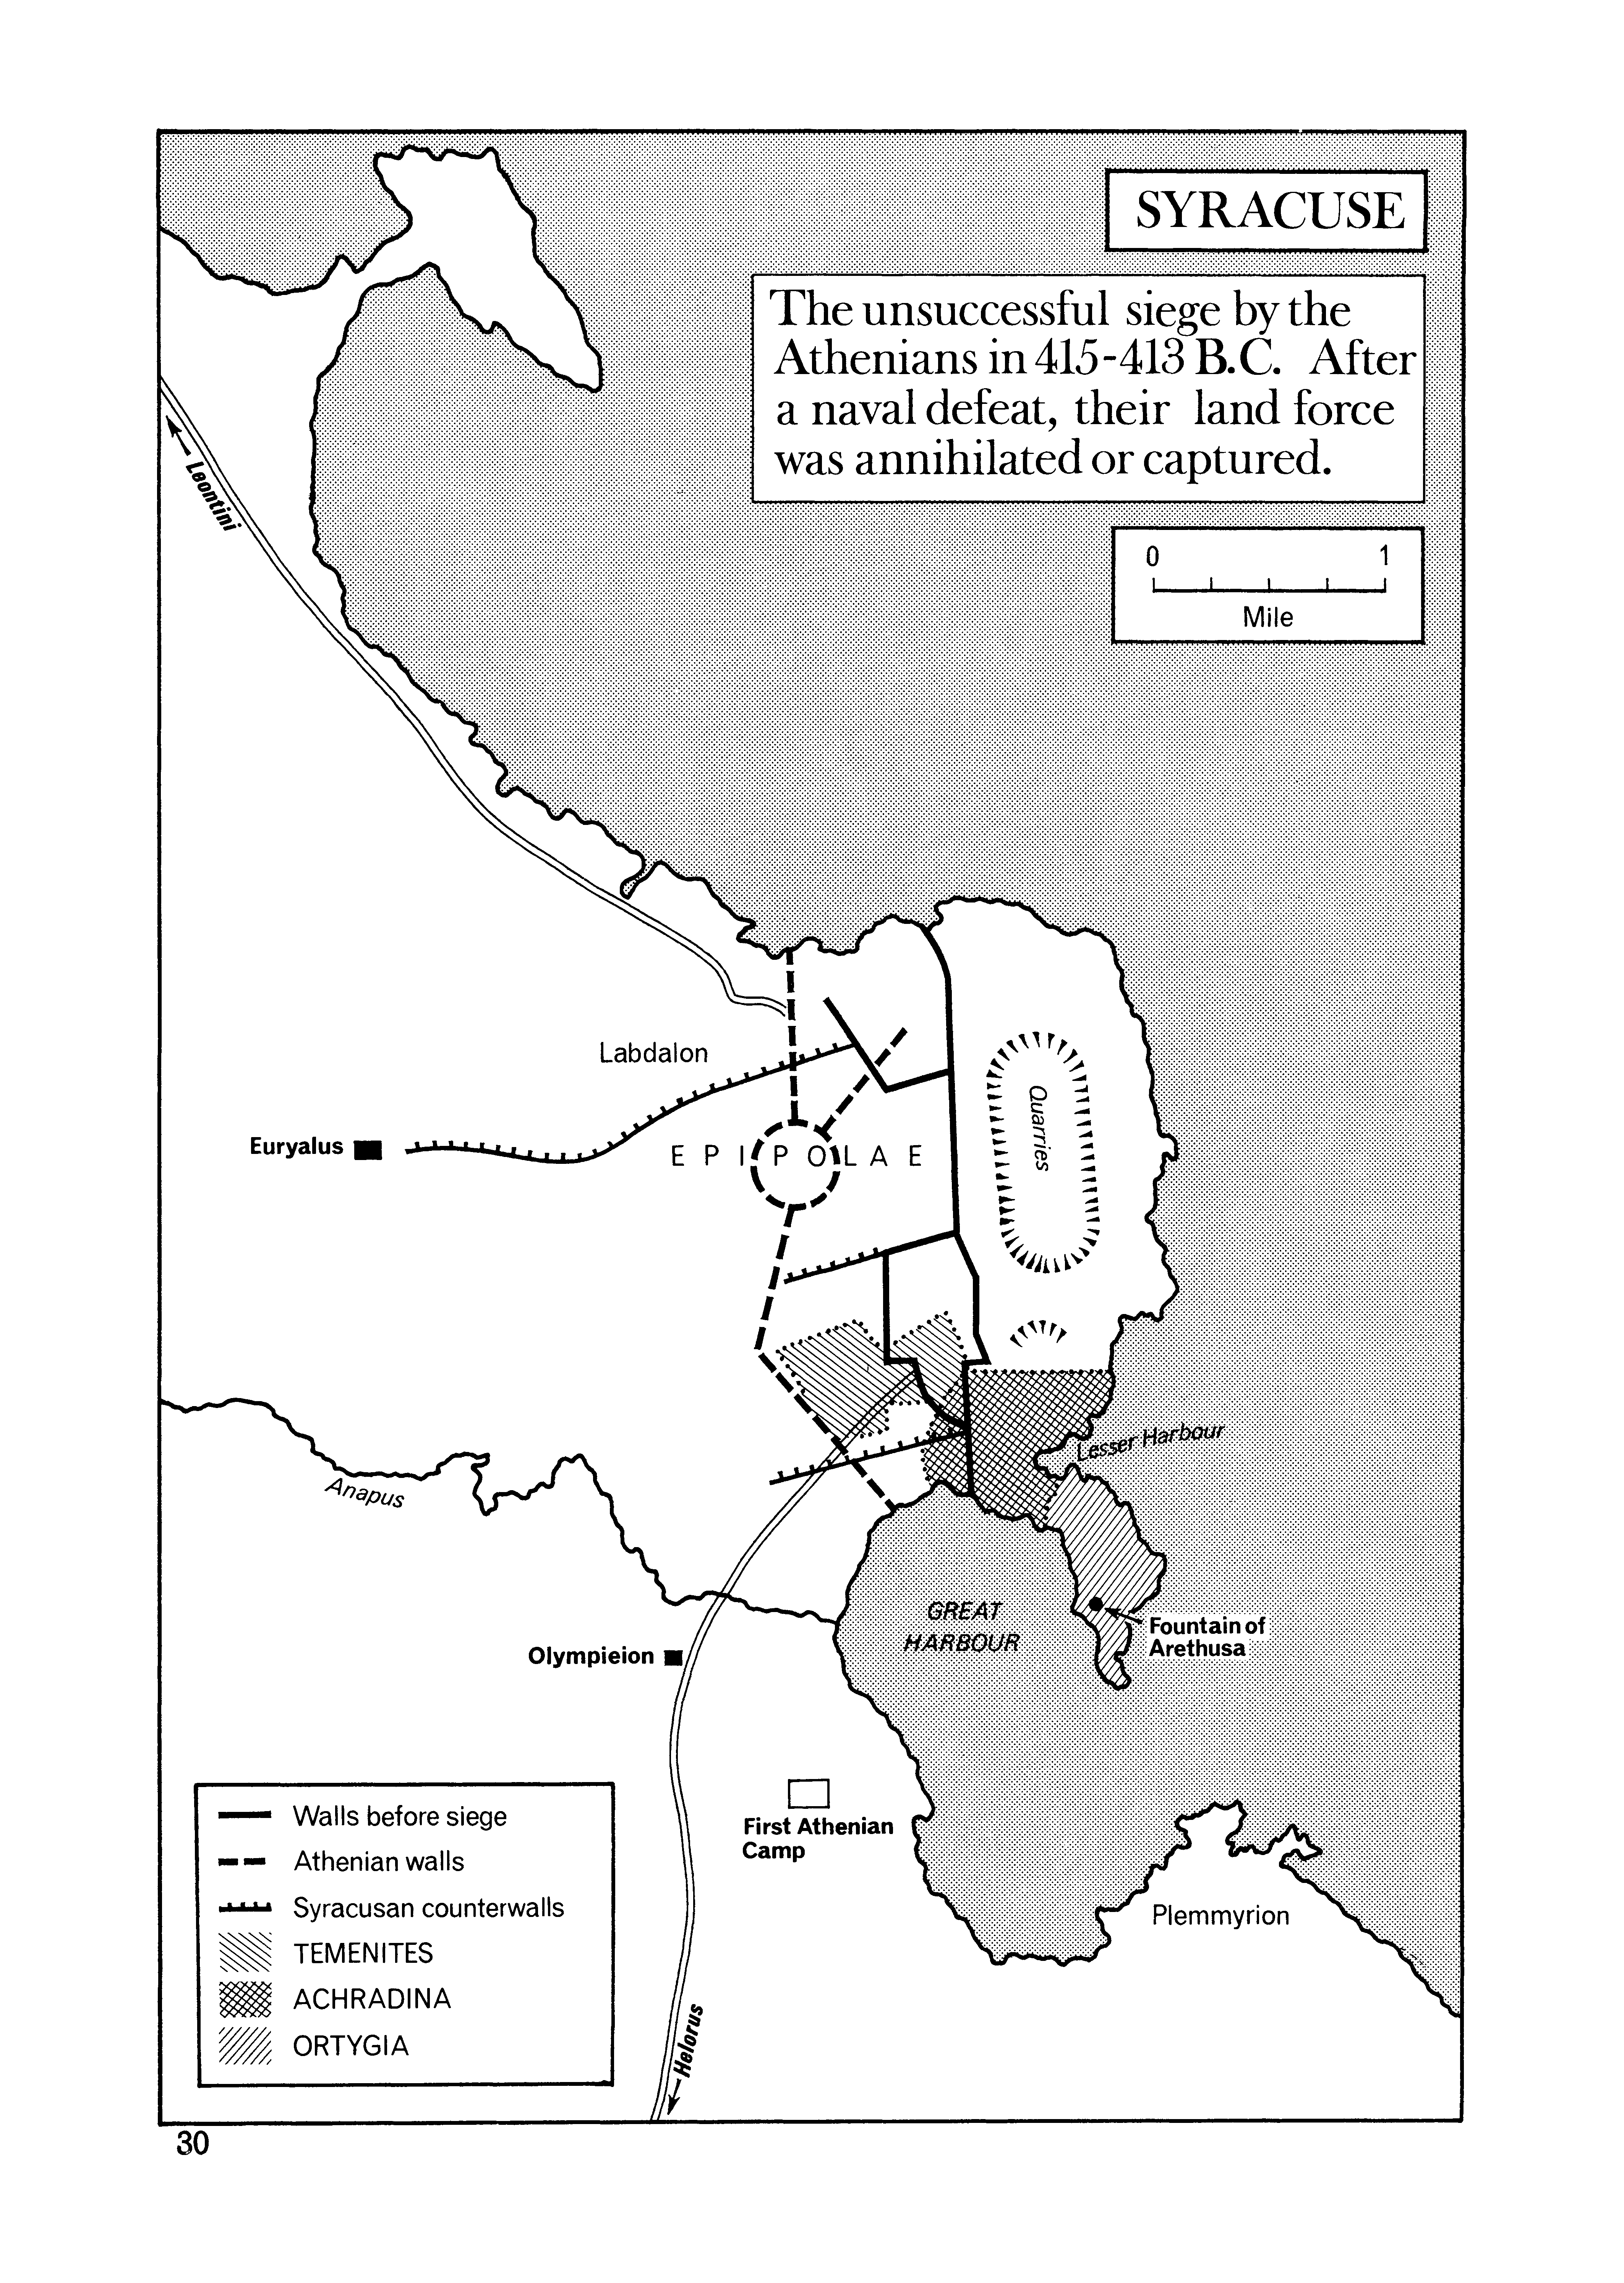 SYRACUSE
The unsuccessful siege by the
Athenians in 415-413 B.C. After
a naval defeat, their land force
was annihilated or captured.
0 1
Mile
Leontini
Labdalon
Euryalus
EPIPOLAE
Quarries
Lesser Harbour
Anapus
GREAT
HARBOUR
Fountain of
Arethusa
Olympieion
First Athenian
Camp
Plemmyrion
Helorus
Walls before siege
Athenian walls
Syracusan counterwalls
TEMENITES
ACHRADINA
ORTYGIA
30